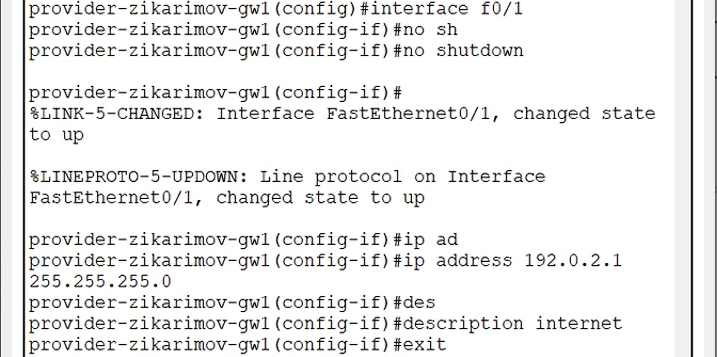 provider-zikarimov-gw1(config)#interface f0/1
provider-zikarimov-gw1(config-if)#no sh
provider-zikarimov-gw1(config-if)#no shutdown
provider-zikarimov-gw1(config-if)#
%LINK-5-CHANGED: Interface FastEthernet0/1, changed state
to up
%LINEPROTO-5-UPDOWN: Line protocol on Interface
FastEthernet0/1, changed state to up
provider-zikarimov-gw1(config-if)#ip ad
provider-zikarimov-gw1(config-if)#ip address 192.0.2.1
255.255.255.0
provider-zikarimov-gw1(config-if)#des
provider-zikarimov-gw1(config-if)#description internet
provider-zikarimov-gw1(config-if)#exit